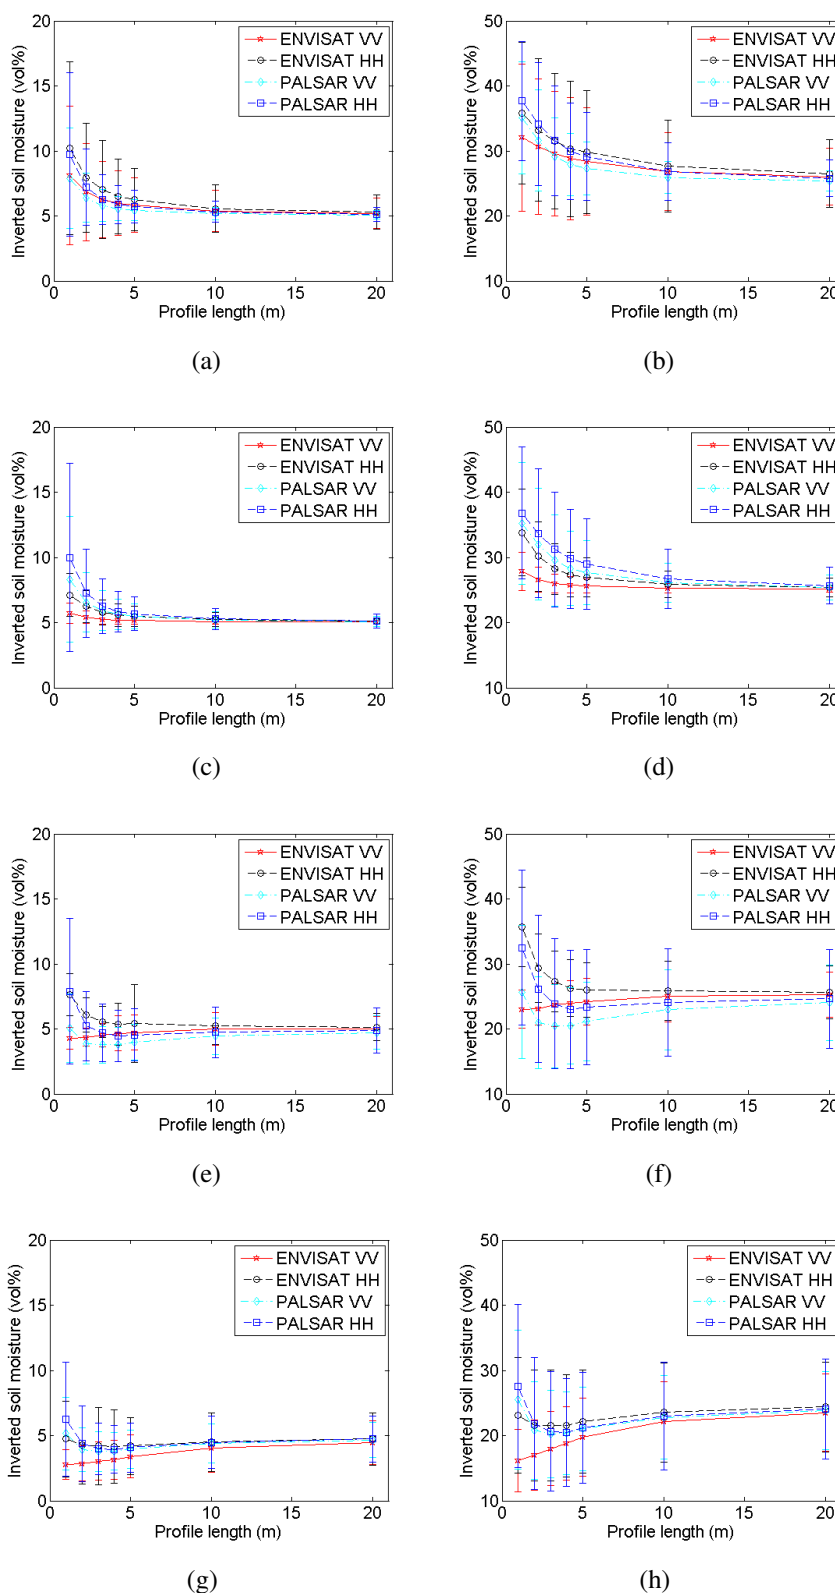 20
15
10
5
0
0 5 10 15 20
Inverted soil moisture (vol%)
Profile length (m)
ENVISAT VV
ENVISAT HH
PALSAR VV
PALSAR HH
(a)
50
40
30
20
10
0 5 10 15 20
Inverted soil moisture (vol%)
Profile length (m)
ENVISAT VV
ENVISAT HH
PALSAR VV
PALSAR HH
(b)
20
15
10
5
0
0 5 10 15 20
Inverted soil moisture (vol%)
Profile length (m)
ENVISAT VV
ENVISAT HH
PALSAR VV
PALSAR HH
(c)
50
40
30
20
10
0 5 10 15 20
Inverted soil moisture (vol%)
Profile length (m)
ENVISAT VV
ENVISAT HH
PALSAR VV
PALSAR HH
(d)
20
15
10
5
0
0 5 10 15 20
Inverted soil moisture (vol%)
Profile length (m)
ENVISAT VV
ENVISAT HH
PALSAR VV
PALSAR HH
(e)
50
40
30
20
10
0 5 10 15 20
Inverted soil moisture (vol%)
Profile length (m)
ENVISAT VV
ENVISAT HH
PALSAR VV
PALSAR HH
(f)
20
15
10
5
0
0 5 10 15 20
Inverted soil moisture (vol%)
Profile length (m)
ENVISAT VV
ENVISAT HH
PALSAR VV
PALSAR HH
(g)
50
40
30
20
10
0 5 10 15 20
Inverted soil moisture (vol%)
Profile length (m)
ENVISAT VV
ENVISAT HH
PALSAR VV
PALSAR HH
(h)